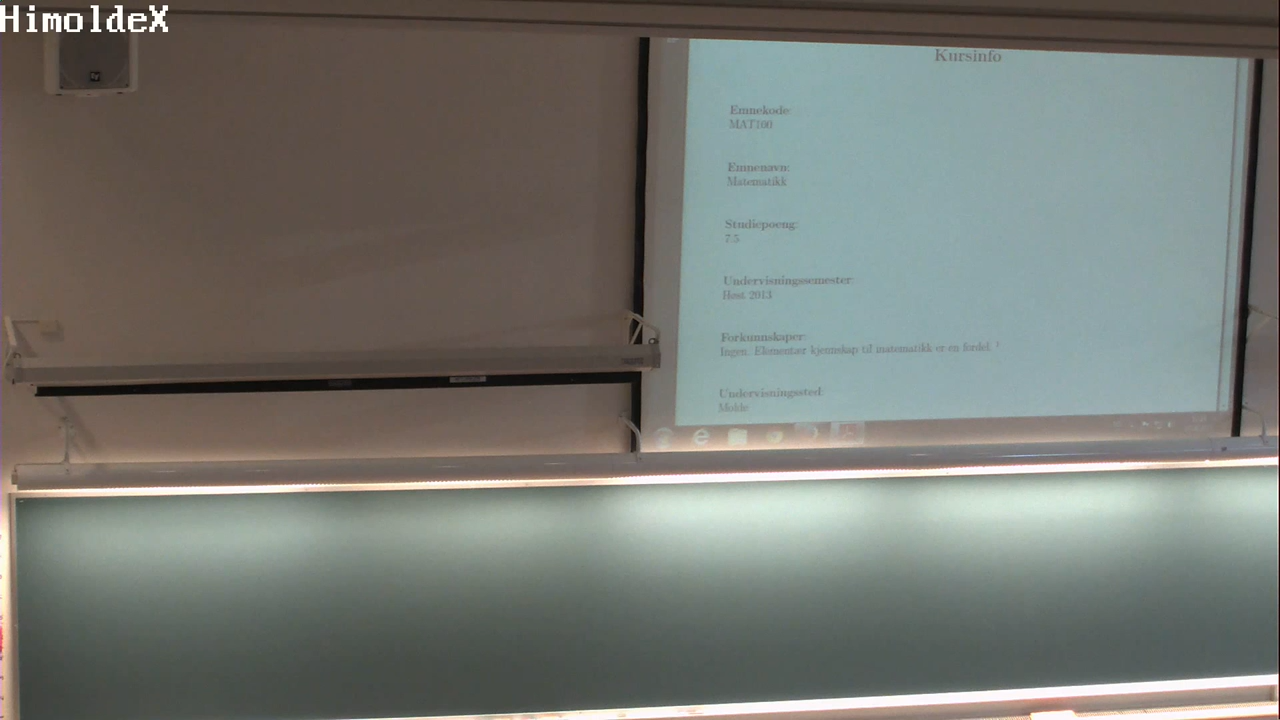 HimoldeX
Kursinfo
Emnekode:
MAT100
Emnenavn:
Matematikk
Studiepoeng:
7.5
Undervisningssemester:
Høst 2013
Forkunnskaper:
Ingen. Elementær kjennskap til matematikk er en fordel. 1
Undervisningssted:
Molde